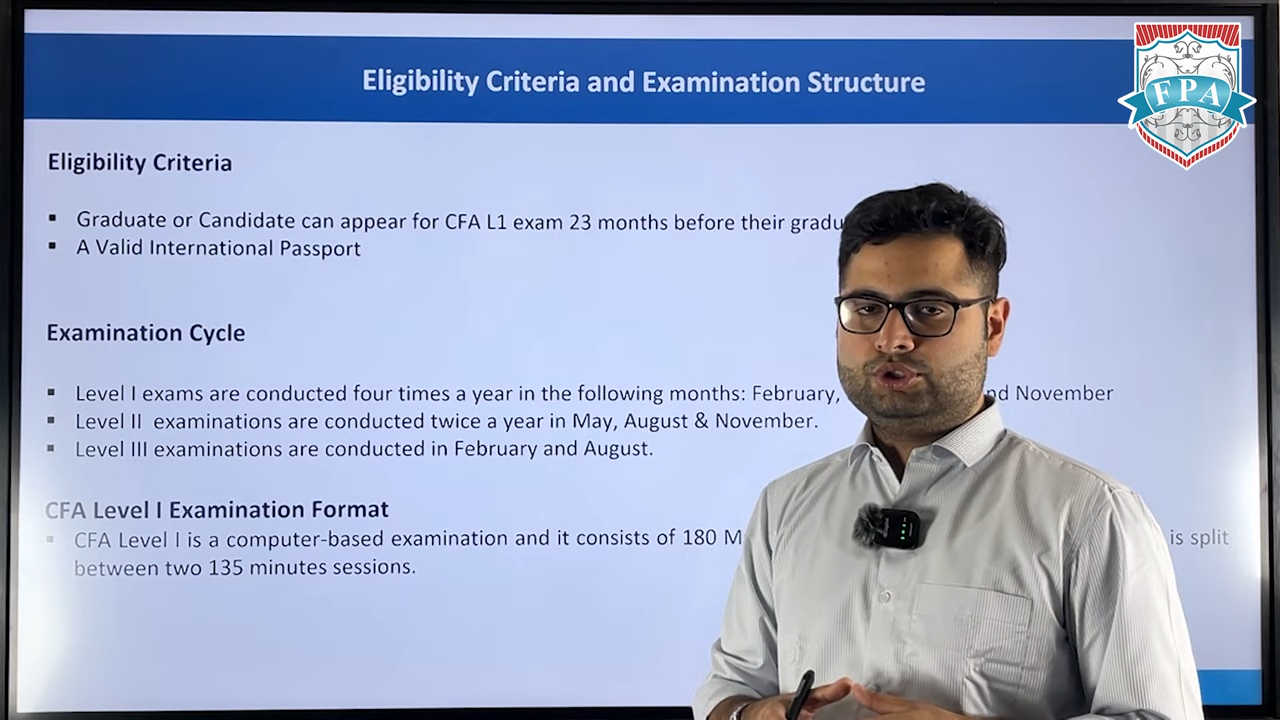 Eligibility Criteria and Examination Structure
FPA
Eligibility Criteria
▪ Graduate or Candidate can appear for CFA L1 exam 23 months before their
▪ A Valid International Passport
Examination Cycle
▪ Level I exams are conducted four times a year in the following months: February, November
▪ Level II examinations are conducted twice a year in May, August & November.
▪ Level III examinations are conducted in February and August.
CFA Level I Examination Format
▪ CFA Level I is a computer-based examination and it consists of 180 is split
between two 135 minutes sessions.